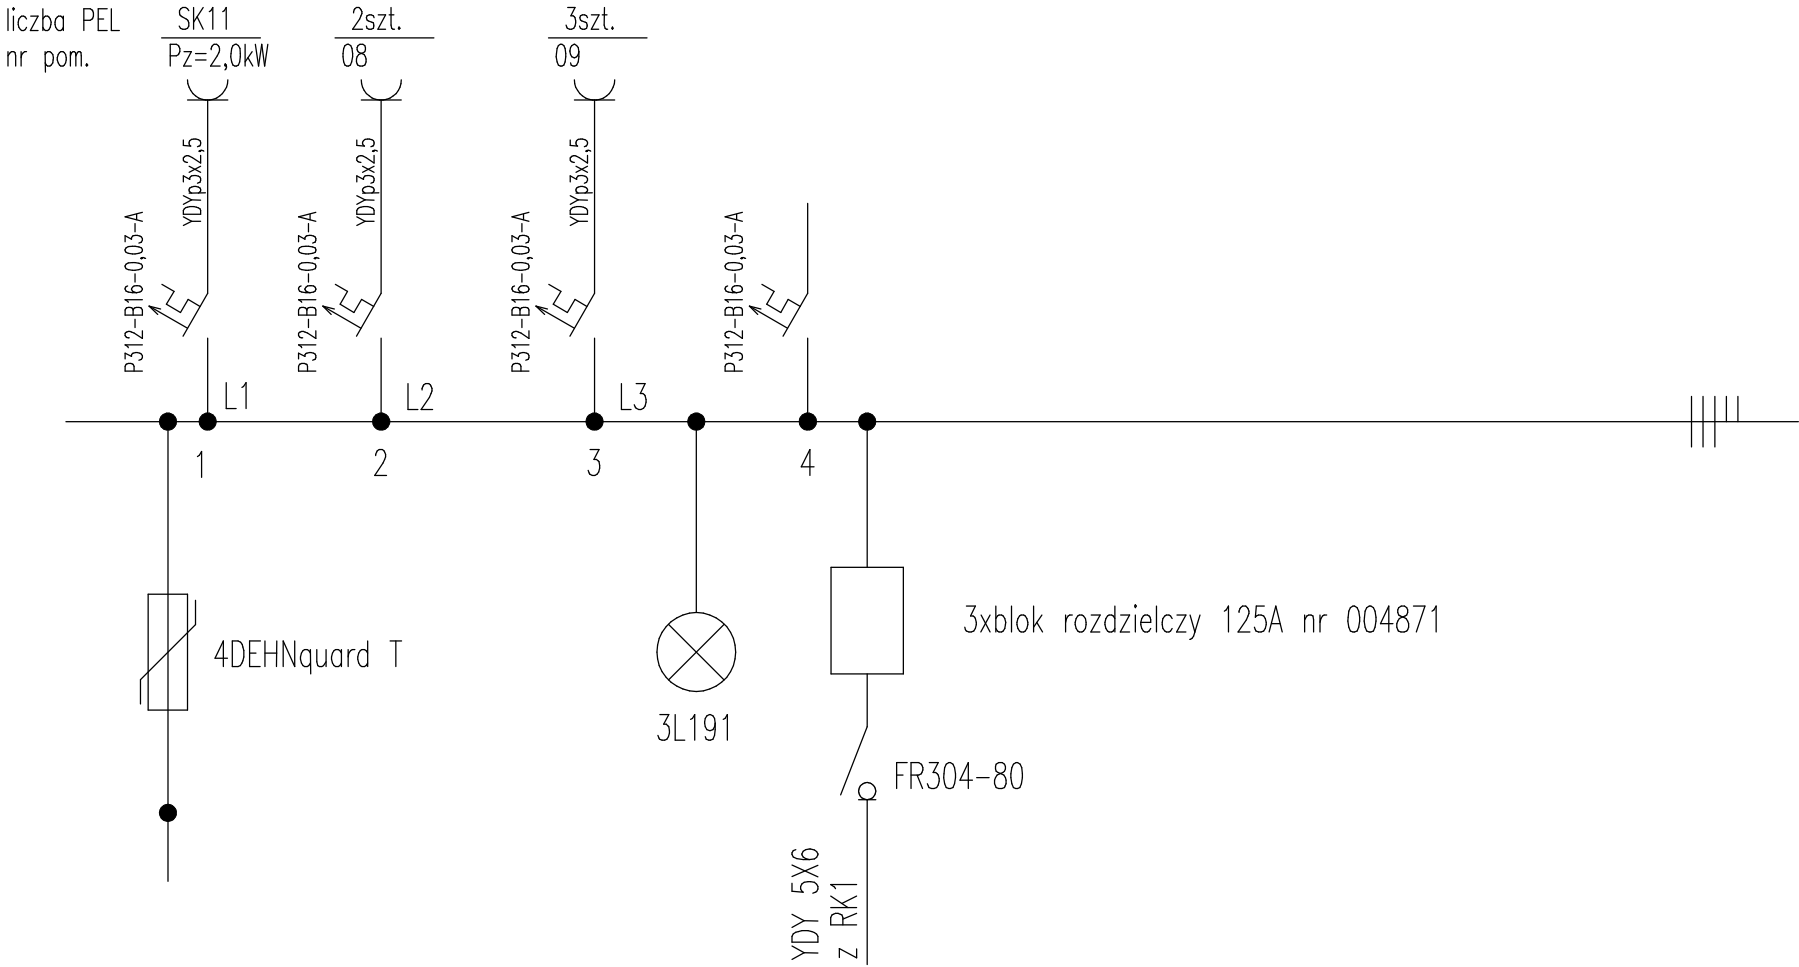 liczba PEL
nr pom.
SK11
Pz=2,0kW
2szt.
08
3szt.
09
YDYp3x2,5
YDYp3x2,5
YDYp3x2,5
P312-B16-0,03-A
P312-B16-0,03-A
P312-B16-0,03-A
P312-B16-0,03-A
L1
L2
L3
1
2
3
4
4DEHNquard T
3L191
3xblok rozdzielczy 125A nr 004871
FR304-80
YDY 5X6
z RK1